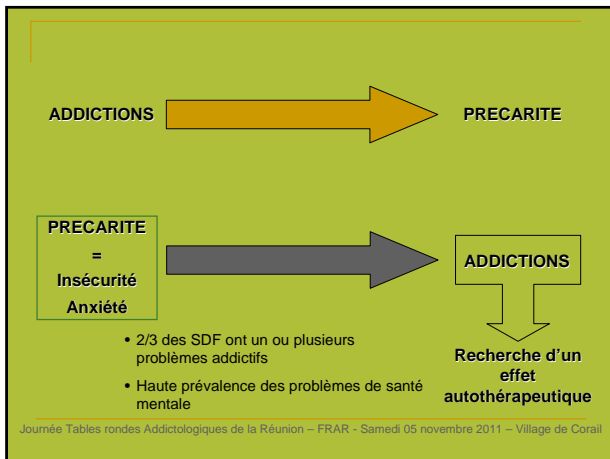 ADDICTIONS PRECARITE
PRECARITE
=
Insécurité
Anxiété
ADDICTIONS
• 2/3 des SDF ont un ou plusieurs
problèmes addictifs
• Haute prévalence des problèmes de santé
mentale
Recherche d’un
effet
autothérapeutique
Journée Tables rondes Addictologiques de la Réunion – FRAR - Samedi 05 novembre 2011 – Village de Corail